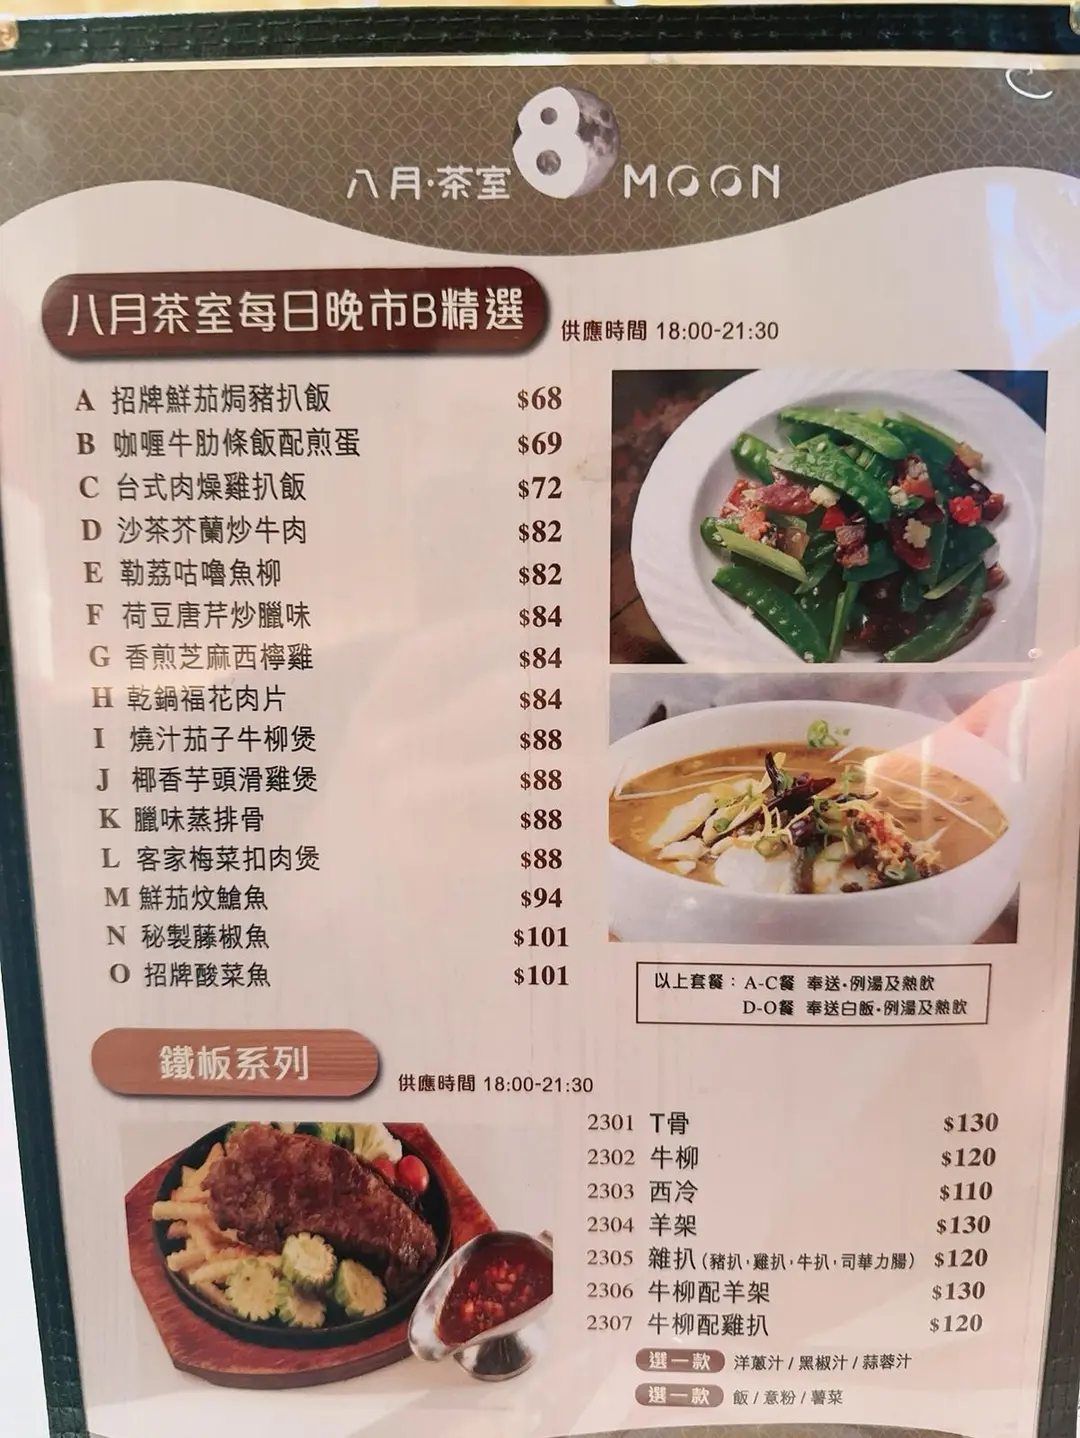 八月·茶室 8 MOON
八月茶室每日晚市B精選 供應時間 18:00-21:30
A 招牌鮮茄焗豬扒飯 $68
B 咖喱牛肋條飯配煎蛋 $69
C 台式肉燥雞扒飯 $72
D 沙茶芥蘭炒牛肉 $82
E 勒荔咕嚕魚柳 $82
F 荷豆唐芹炒臘味 $84
G 香煎芝麻西檸雞 $84
H 乾鍋福花肉片 $84
I 燒汁茄子牛柳煲 $88
J 椰香芋頭滑雞煲 $88
K 臘味蒸排骨 $88
L 客家梅菜扣肉煲 $88
M 鮮茄炆鯧魚 $94
N 秘製藤椒魚 $101
O 招牌酸菜魚 $101
以上套餐：A-C餐 奉送·例湯及熱飲
D-O餐 奉送白飯·例湯及熱飲
鐵板系列 供應時間 18:00-21:30
2301 T骨 $130
2302 牛柳 $120
2303 西冷 $110
2304 羊架 $130
2305 雜扒(豬扒,雞扒,牛扒,司華力腸) $120
2306 牛柳配羊架 $130
2307 牛柳配雞扒 $120
選一款 洋蔥汁/黑椒汁/蒜蓉汁
選一款 飯/意粉/薯菜